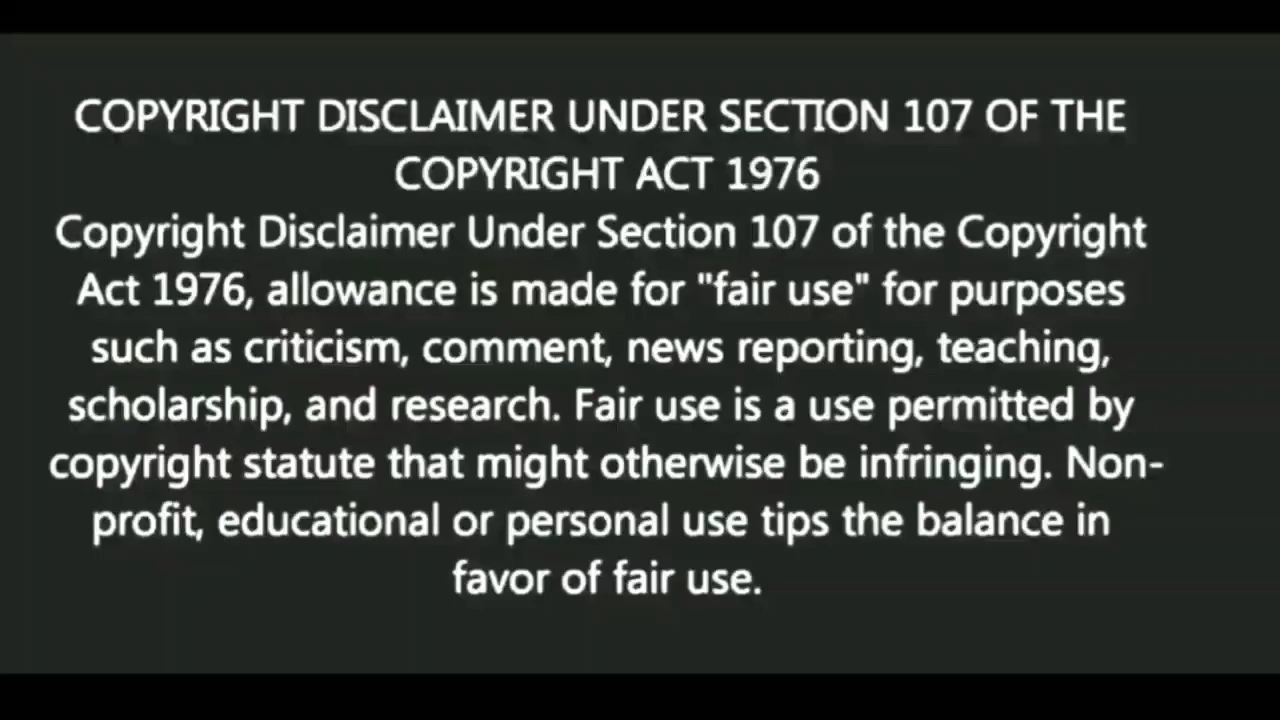 COPYRIGHT DISCLAIMER UNDER SECTION 107 OF THE
COPYRIGHT ACT 1976
Copyright Disclaimer Under Section 107 of the Copyright
Act 1976, allowance is made for "fair use" for purposes
such as criticism, comment, news reporting, teaching,
scholarship, and research. Fair use is a use permitted by
copyright statute that might otherwise be infringing. Non-
profit, educational or personal use tips the balance in
favor of fair use.